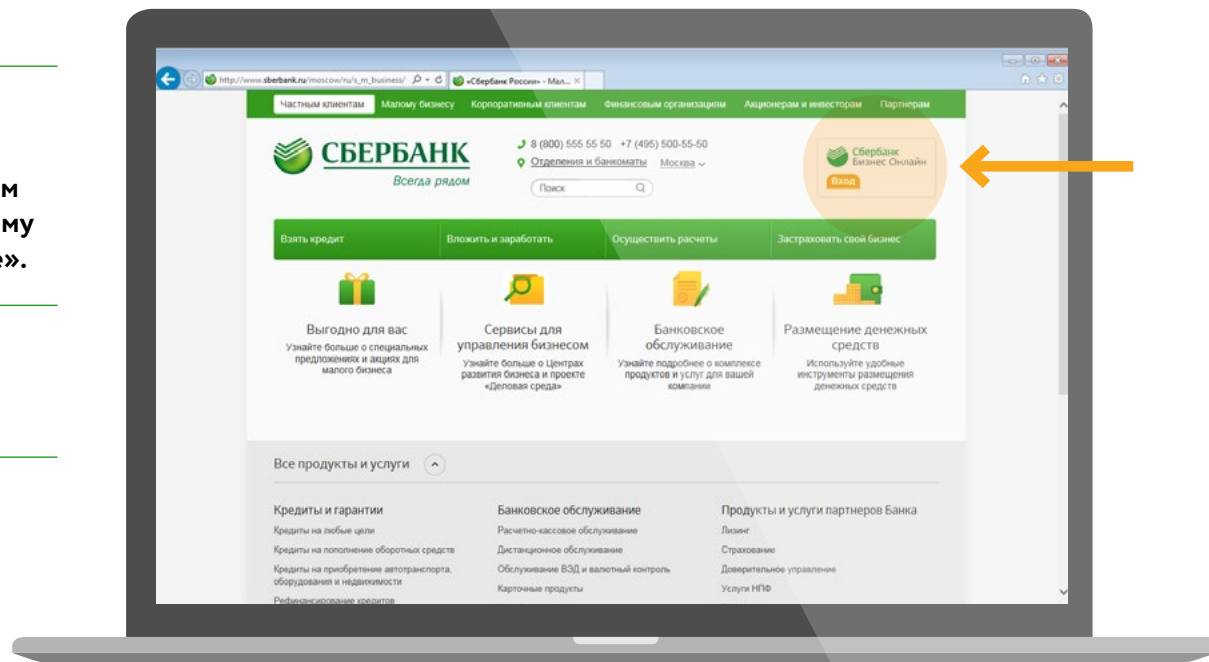 м
му
е».
http://www.sberbank.ru/moscow/ru/s_m_business/
«Сбербанк России» - Мал...
Частным клиентам Малому бизнесу Корпоративным клиентам Финансовым организациям Акционерам и инвесторам Партнерам
СБЕРБАНК
Всегда рядом
8 (800) 555 55 50 +7 (495) 500-55-50
Отделения и банкоматы Москва
Поиск
Сбербанк
Бизнес Онлайн
Вход
Взять кредит Вложить и заработать Осуществить расчеты Застраховать свой бизнес
Выгодно для вас
Узнайте больше о специальных
предложениях и акциях для
малого бизнеса
Сервисы для
управления бизнесом
Узнайте больше о Центрах
развития бизнеса и проекте
«Деловая среда»
Банковское
обслуживание
Узнайте подробнее о комплексе
продуктов и услуг для вашей
компании
Размещение денежных
средств
Используйте удобные
инструменты размещения
денежных средств
Все продукты и услуги
Кредиты и гарантии
Кредиты на любые цели
Кредиты на пополнение оборотных средств
Кредиты на приобретение автотранспорта,
оборудования и недвижимости
Рефинансирование кредитов
Банковское обслуживание
Расчетно-кассовое обслуживание
Дистанционное обслуживание
Обслуживание ВЭД и валютный контроль
Карточные продукты
Продукты и услуги партнеров Банка
Лизинг
Страхование
Доверительное управление
Услуги НПФ